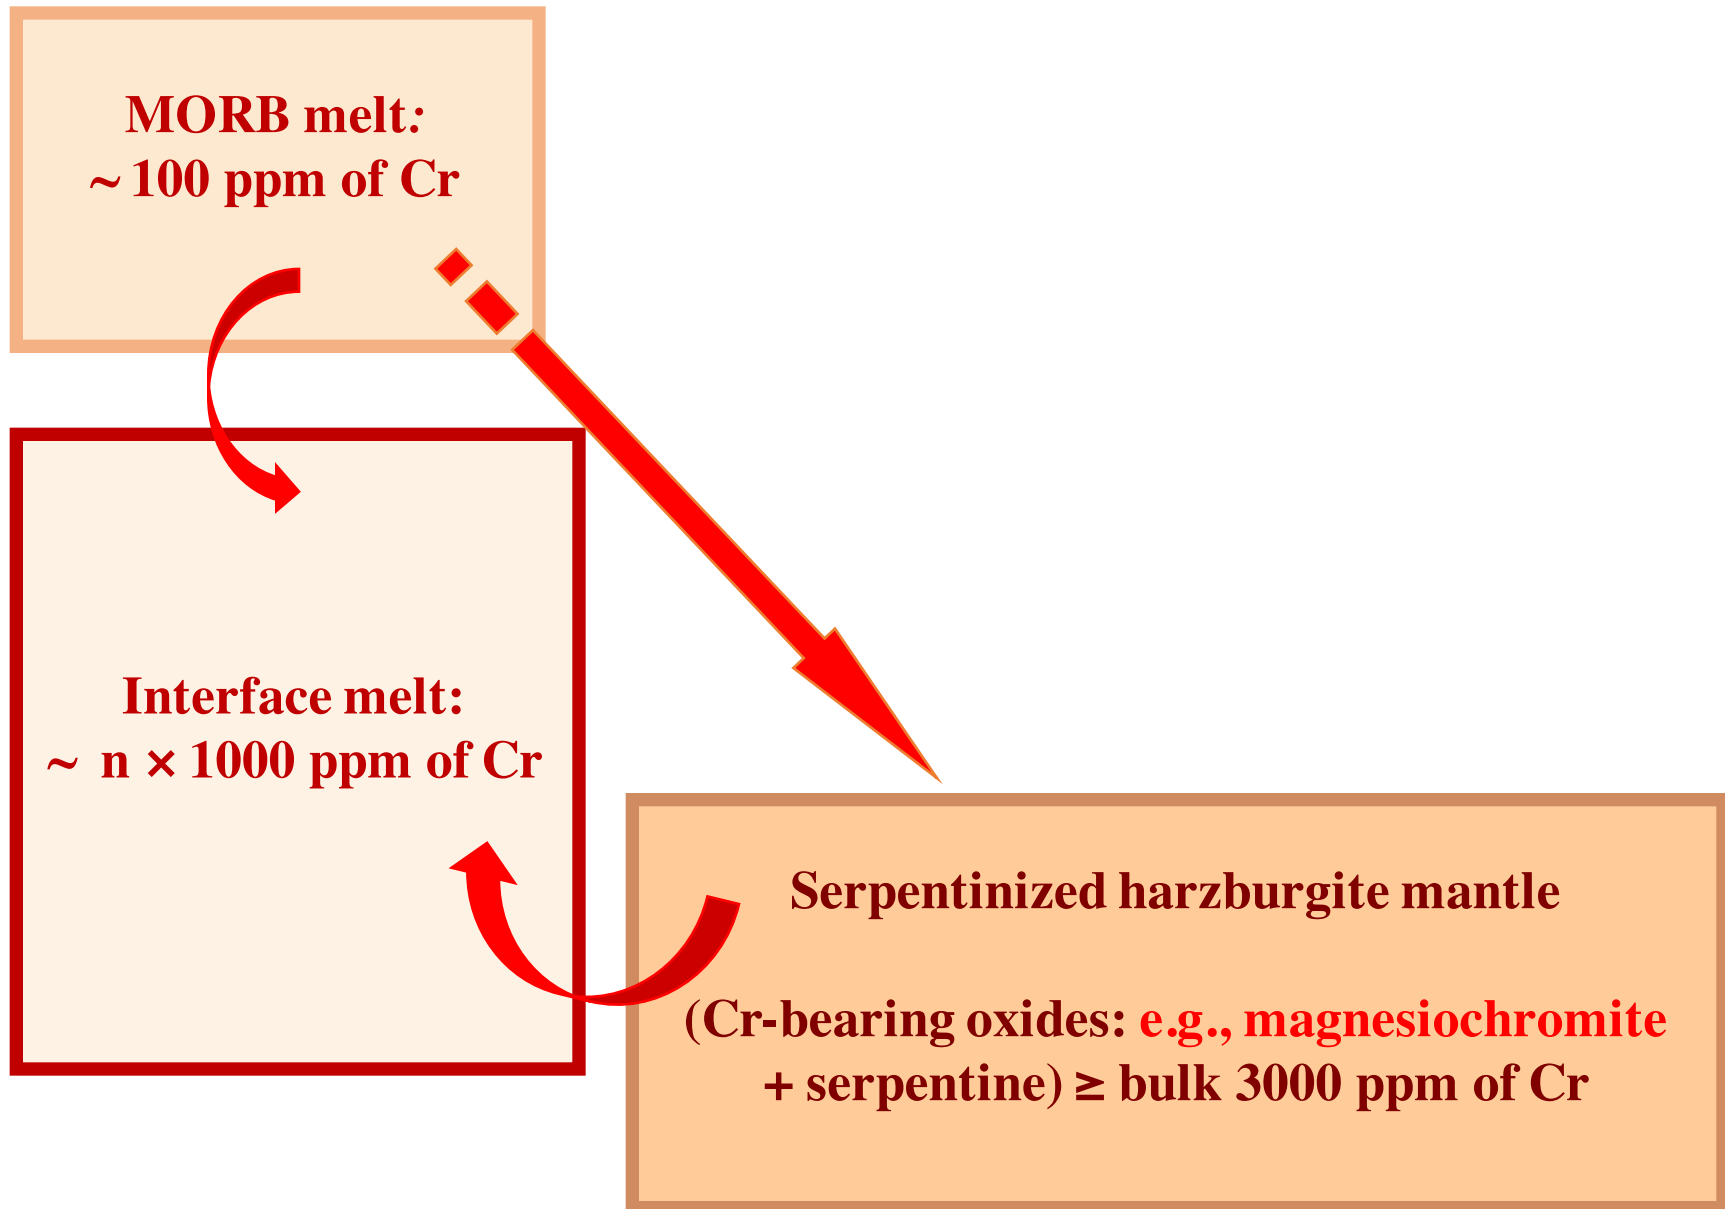 MORB melt:
~ 100 ppm of Cr
Interface melt:
~ n × 1000 ppm of Cr
Serpentinized harzburgite mantle
(Cr-bearing oxides: e.g., magnesiochromite
+ serpentine) ≥ bulk 3000 ppm of Cr